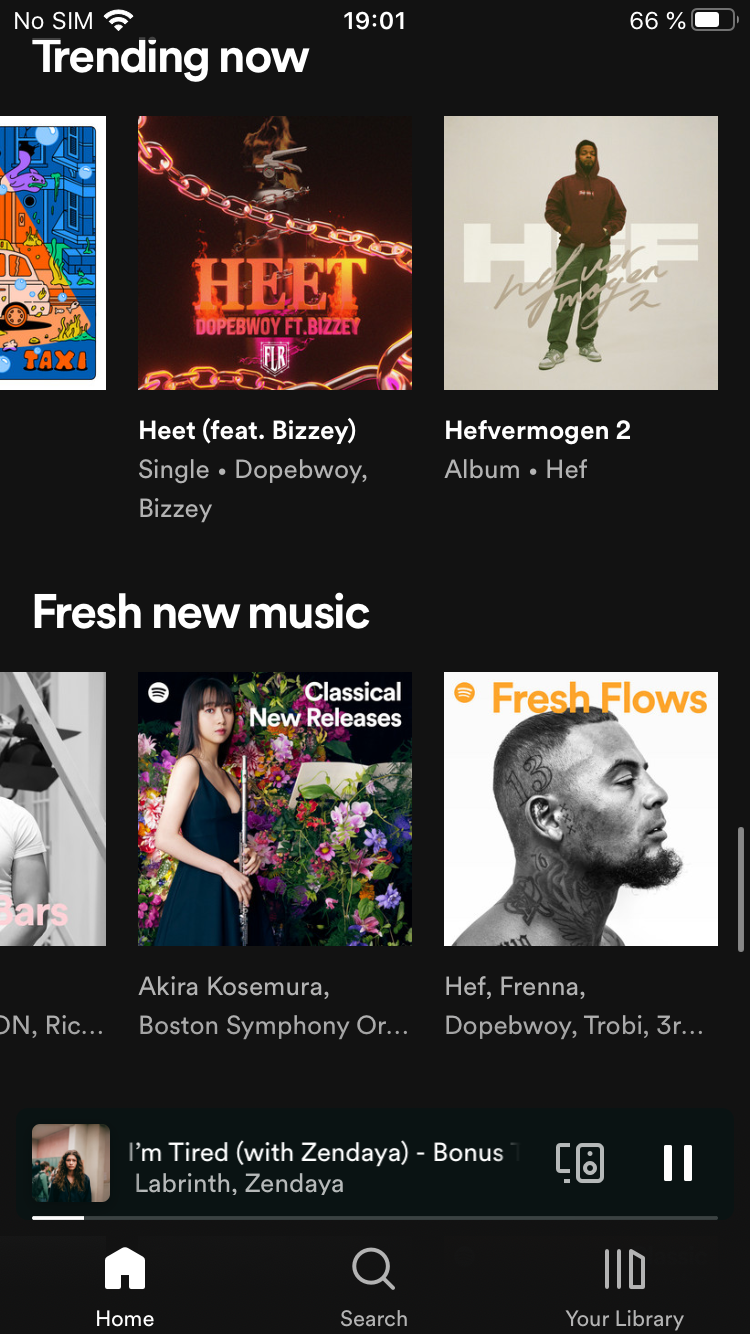 No SIM 19:01 66 %
Trending now
TAXI
HEET
DOPEBWOY FT.BIZZEY
FLR
HEF
hefvermogen 2
Heet (feat. Bizzey)
Single • Dopebwoy,
Bizzey
Hefvermogen 2
Album • Hef
Fresh new music
Bars
Classical
New Releases
Fresh Flows
13
ON, Ric...
Akira Kosemura,
Boston Symphony Or...
Hef, Frenna,
Dopebwoy, Trobi, 3r...
I'm Tired (with Zendaya) - Bonus
Labrinth, Zendaya
Home
Search
Your Library